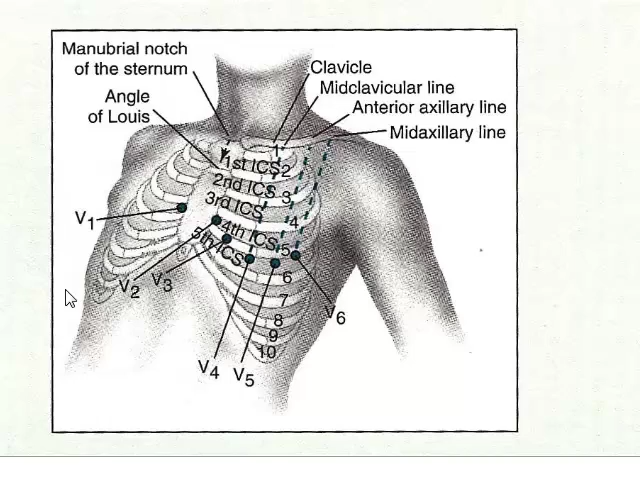 Manubrial notch
of the sternum
Clavicle
Midclavicular line
Angle
of Louis
Anterior axillary line
Midaxillary line
1
1st ICS 2
2nd ICS 3
3rd ICS 4
4th ICS 5
5th ICS
6
7
8
9
10
V1
V2
V3
V6
V4
V5